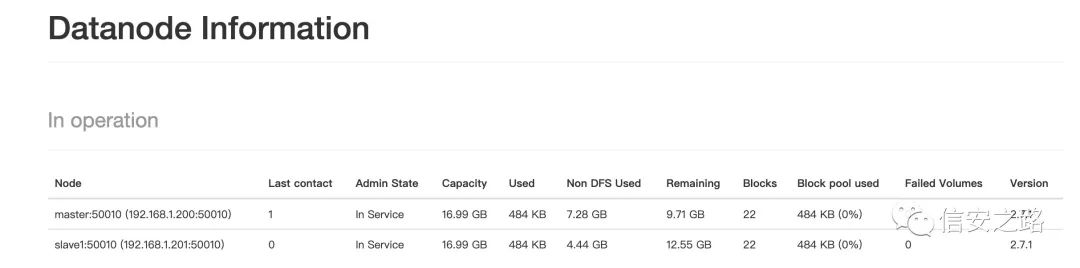 Datanode Information
In operation
Node Last contact Admin State Capacity Used Non DFS Used Remaining Blocks Block pool used Failed Volumes Version
master:50010 (192.168.1.200:50010) 1 In Service 16.99 GB 484 KB 7.28 GB 9.71 GB 22 484 KB (0%) 2.7.1
slave1:50010 (192.168.1.201:50010) 0 In Service 16.99 GB 484 KB 4.44 GB 12.55 GB 22 484 KB (0%) 0 2.7.1
信安之路